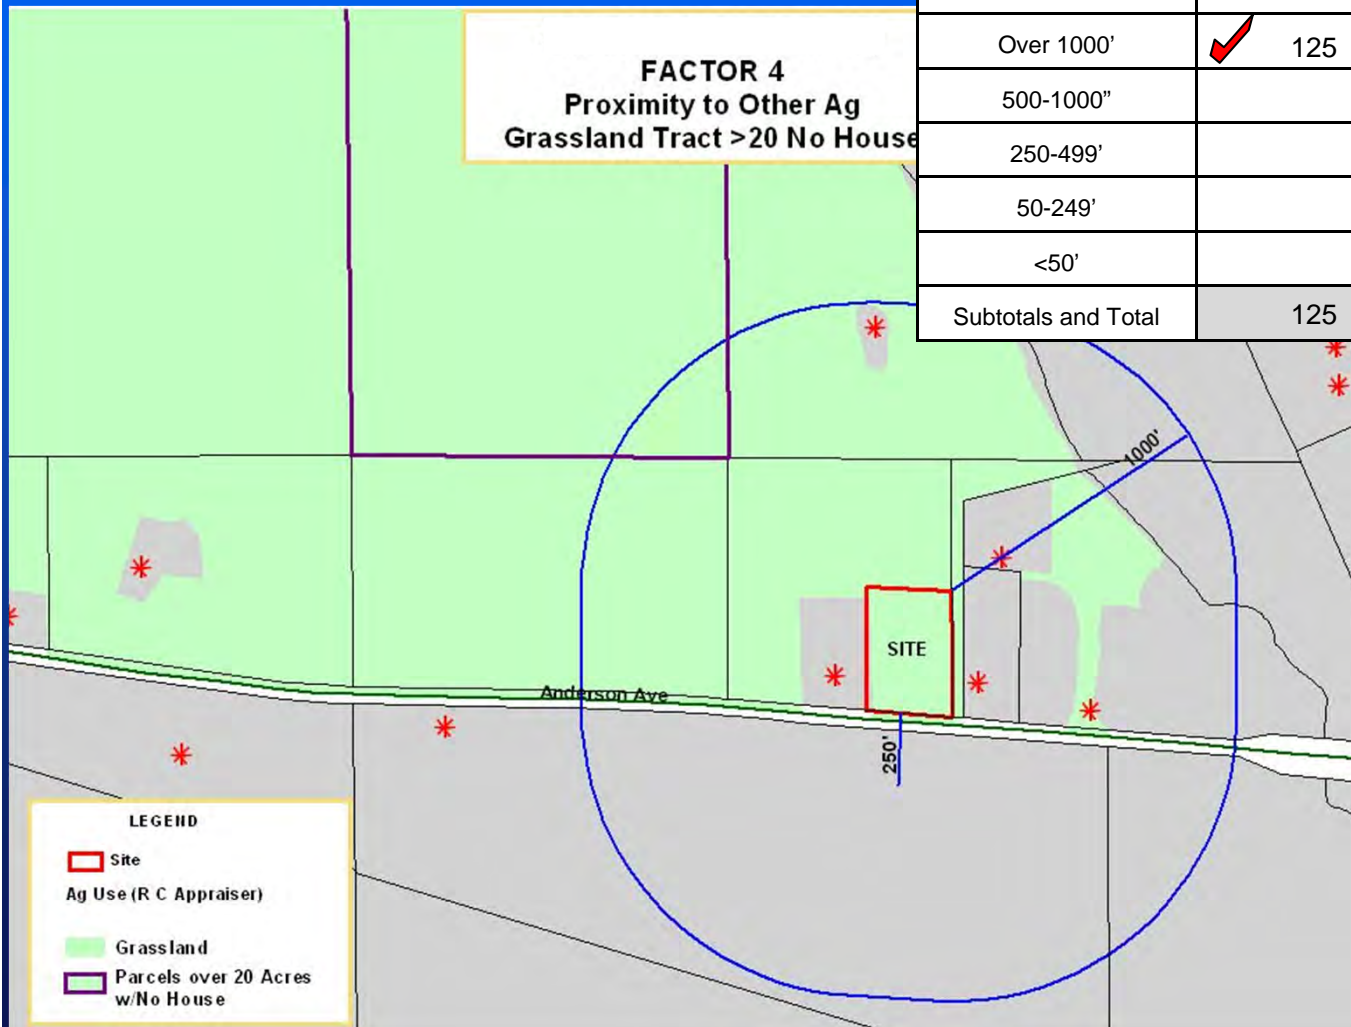 FACTOR 4
Proximity to Other Ag
Grassland Tract >20 No House
Over 1000’ 125
500-1000”
250-499’
50-249’
<50’
Subtotals and Total 125
1000'
SITE
Anderson Ave
250'
LEGEND
Site
Ag Use (R C Appraiser)
Grassland
Parcels over 20 Acres
w/No House